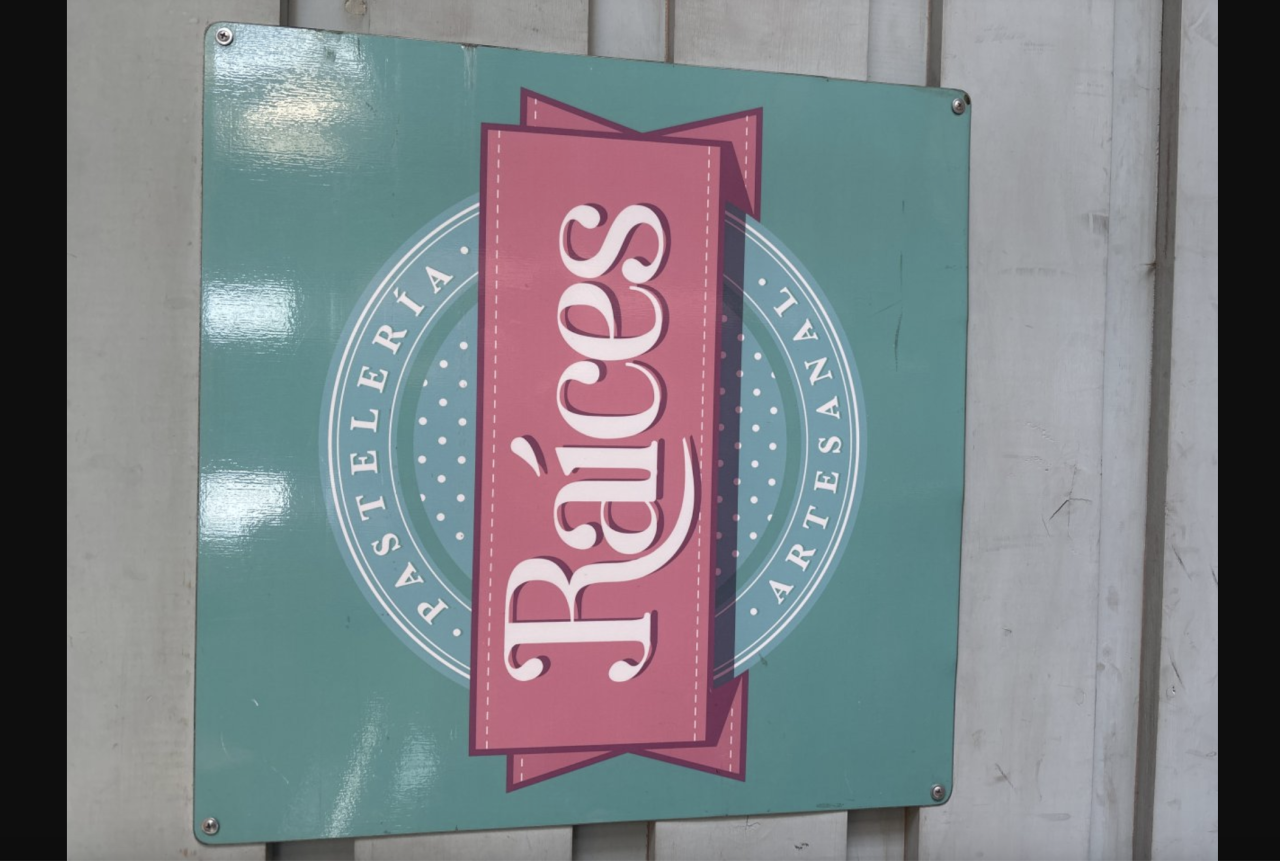 · PASTELERÍA ·
Raíces
· ARTESANAL ·